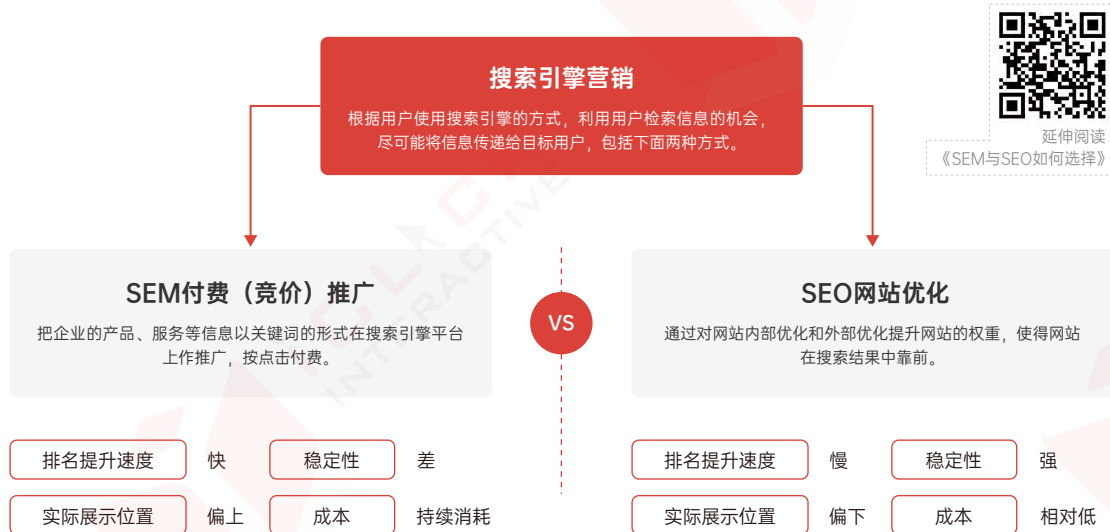 搜索引擎营销
根据用户使用搜索引擎的方式，利用用户检索信息的机会，
尽可能将信息传递给目标用户，包括下面两种方式。
延伸阅读
《SEM与SEO如何选择》
SEM付费（竞价）推广
把企业的产品、服务等信息以关键词的形式在搜索引擎平台
上作推广，按点击付费。
VS
SEO网站优化
通过对网站内部优化和外部优化提升网站的权重，使得网站
在搜索结果中靠前。
排名提升速度 快 稳定性 差
实际展示位置 偏上 成本 持续消耗
排名提升速度 慢 稳定性 强
实际展示位置 偏下 成本 相对低
INTERACTIVE